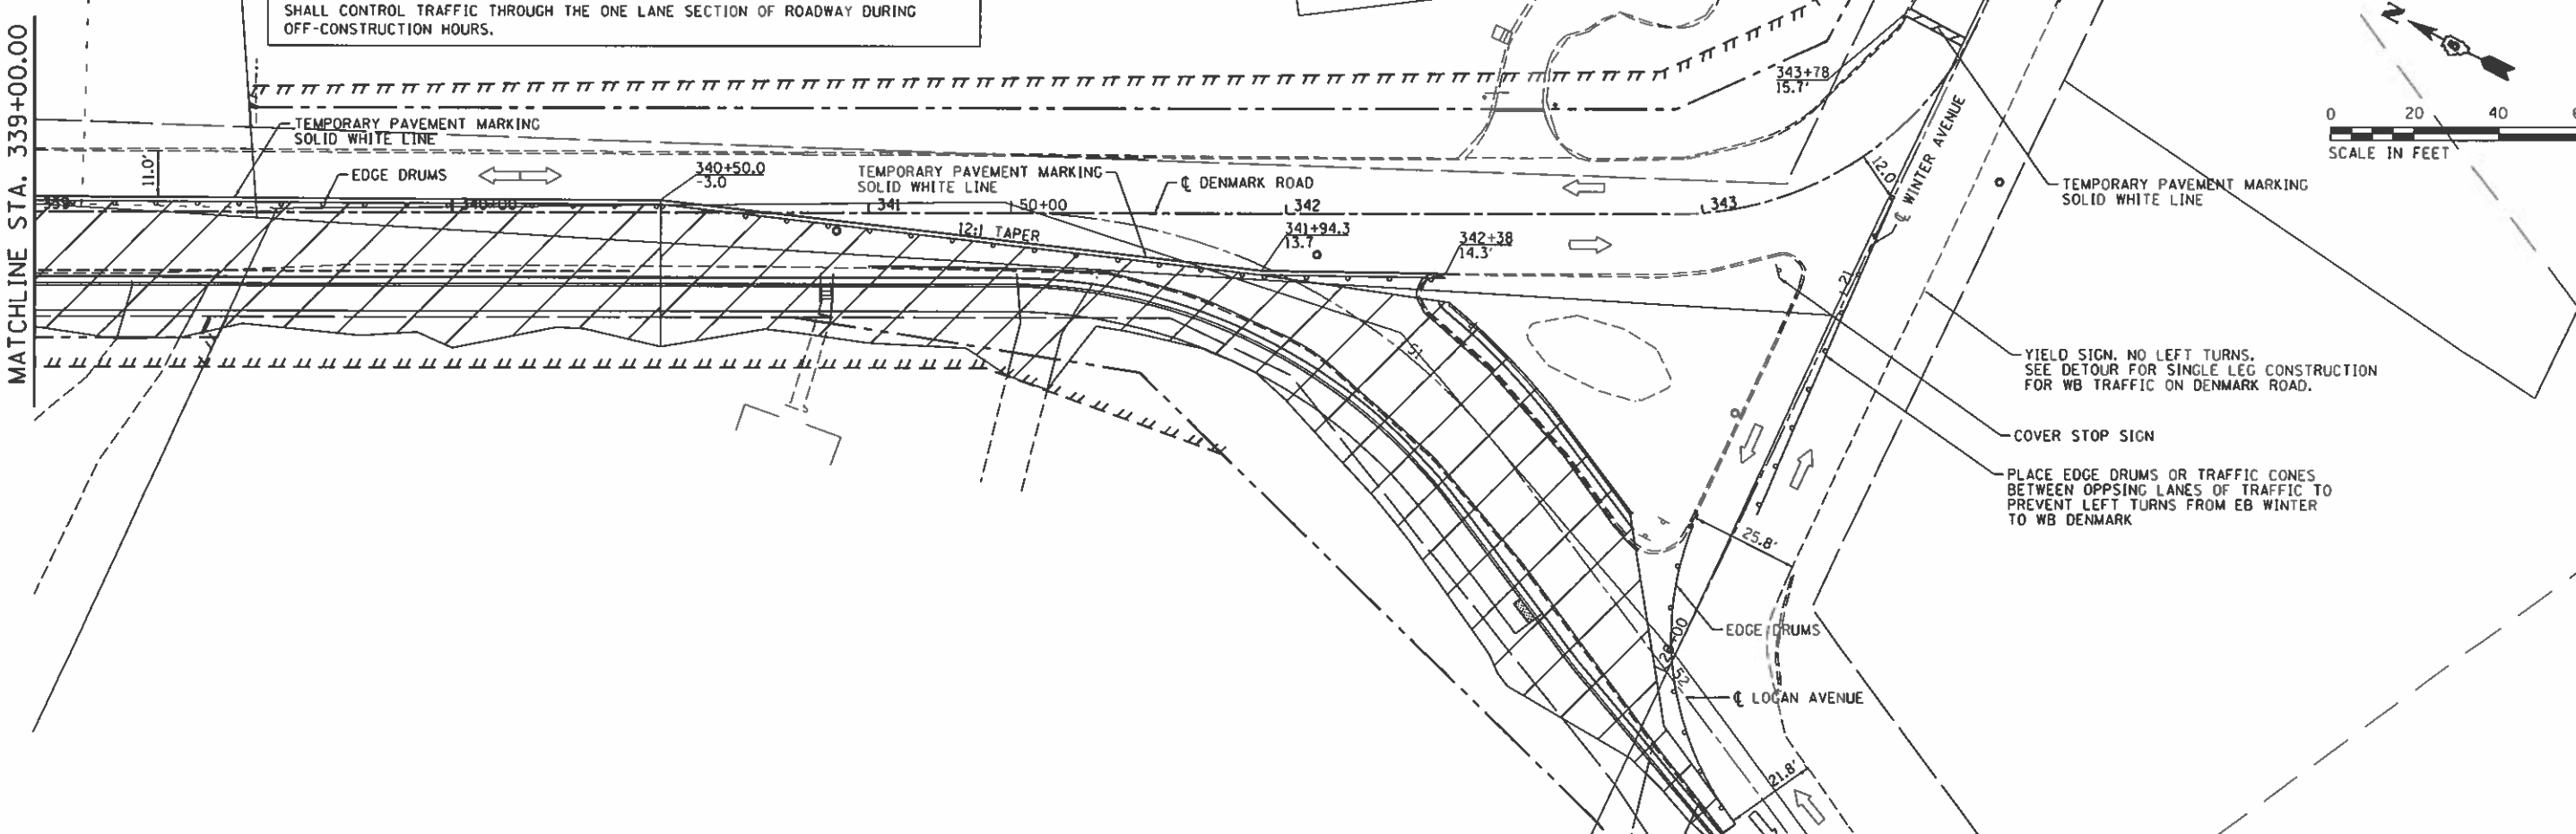 SHALL CONTROL TRAFFIC THROUGH THE ONE LANE SECTION OF ROADWAY DURING
OFF-CONSTRUCTION HOURS.
MATCHLINE STA. 339+00.00
N
0 20 40
SCALE IN FEET
343+78
15.7'
TEMPORARY PAVEMENT MARKING
SOLID WHITE LINE
11.0'
EDGE DRUMS
340+50.0
-3.0
TEMPORARY PAVEMENT MARKING
SOLID WHITE LINE
℄ DENMARK ROAD
12.0'
℄ WINTER AVENUE
TEMPORARY PAVEMENT MARKING
SOLID WHITE LINE
339
340+00
341
50+00
342
343
12:1 TAPER
341+94.3
13.7
342+38
14.3'
21
51
YIELD SIGN. NO LEFT TURNS.
SEE DETOUR FOR SINGLE LEG CONSTRUCTION
FOR WB TRAFFIC ON DENMARK ROAD.
COVER STOP SIGN
PLACE EDGE DRUMS OR TRAFFIC CONES
BETWEEN OPPSING LANES OF TRAFFIC TO
PREVENT LEFT TURNS FROM EB WINTER
TO WB DENMARK
25.8'
EDGE DRUMS
52
℄ LOGAN AVENUE
21.8'